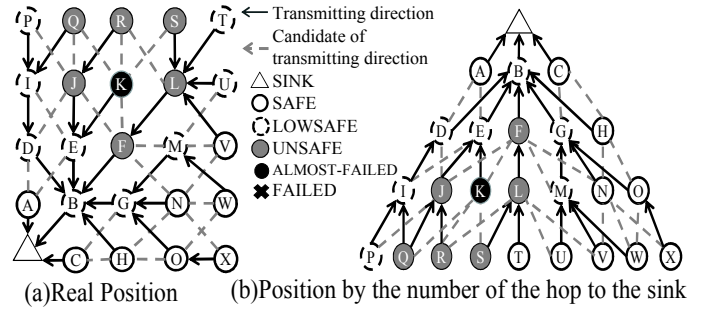 P Q R S T
I J K L U
D E F M V
A B G N W
C H O X
Transmitting direction
Candidate of
transmitting direction
SINK
SAFE
LOWSAFE
UNSAFE
ALMOST-FAILED
FAILED
(a)Real Position
A B C
D E F G H
I J K L M N O
P Q R S T U V W X
(b)Position by the number of the hop to the sink